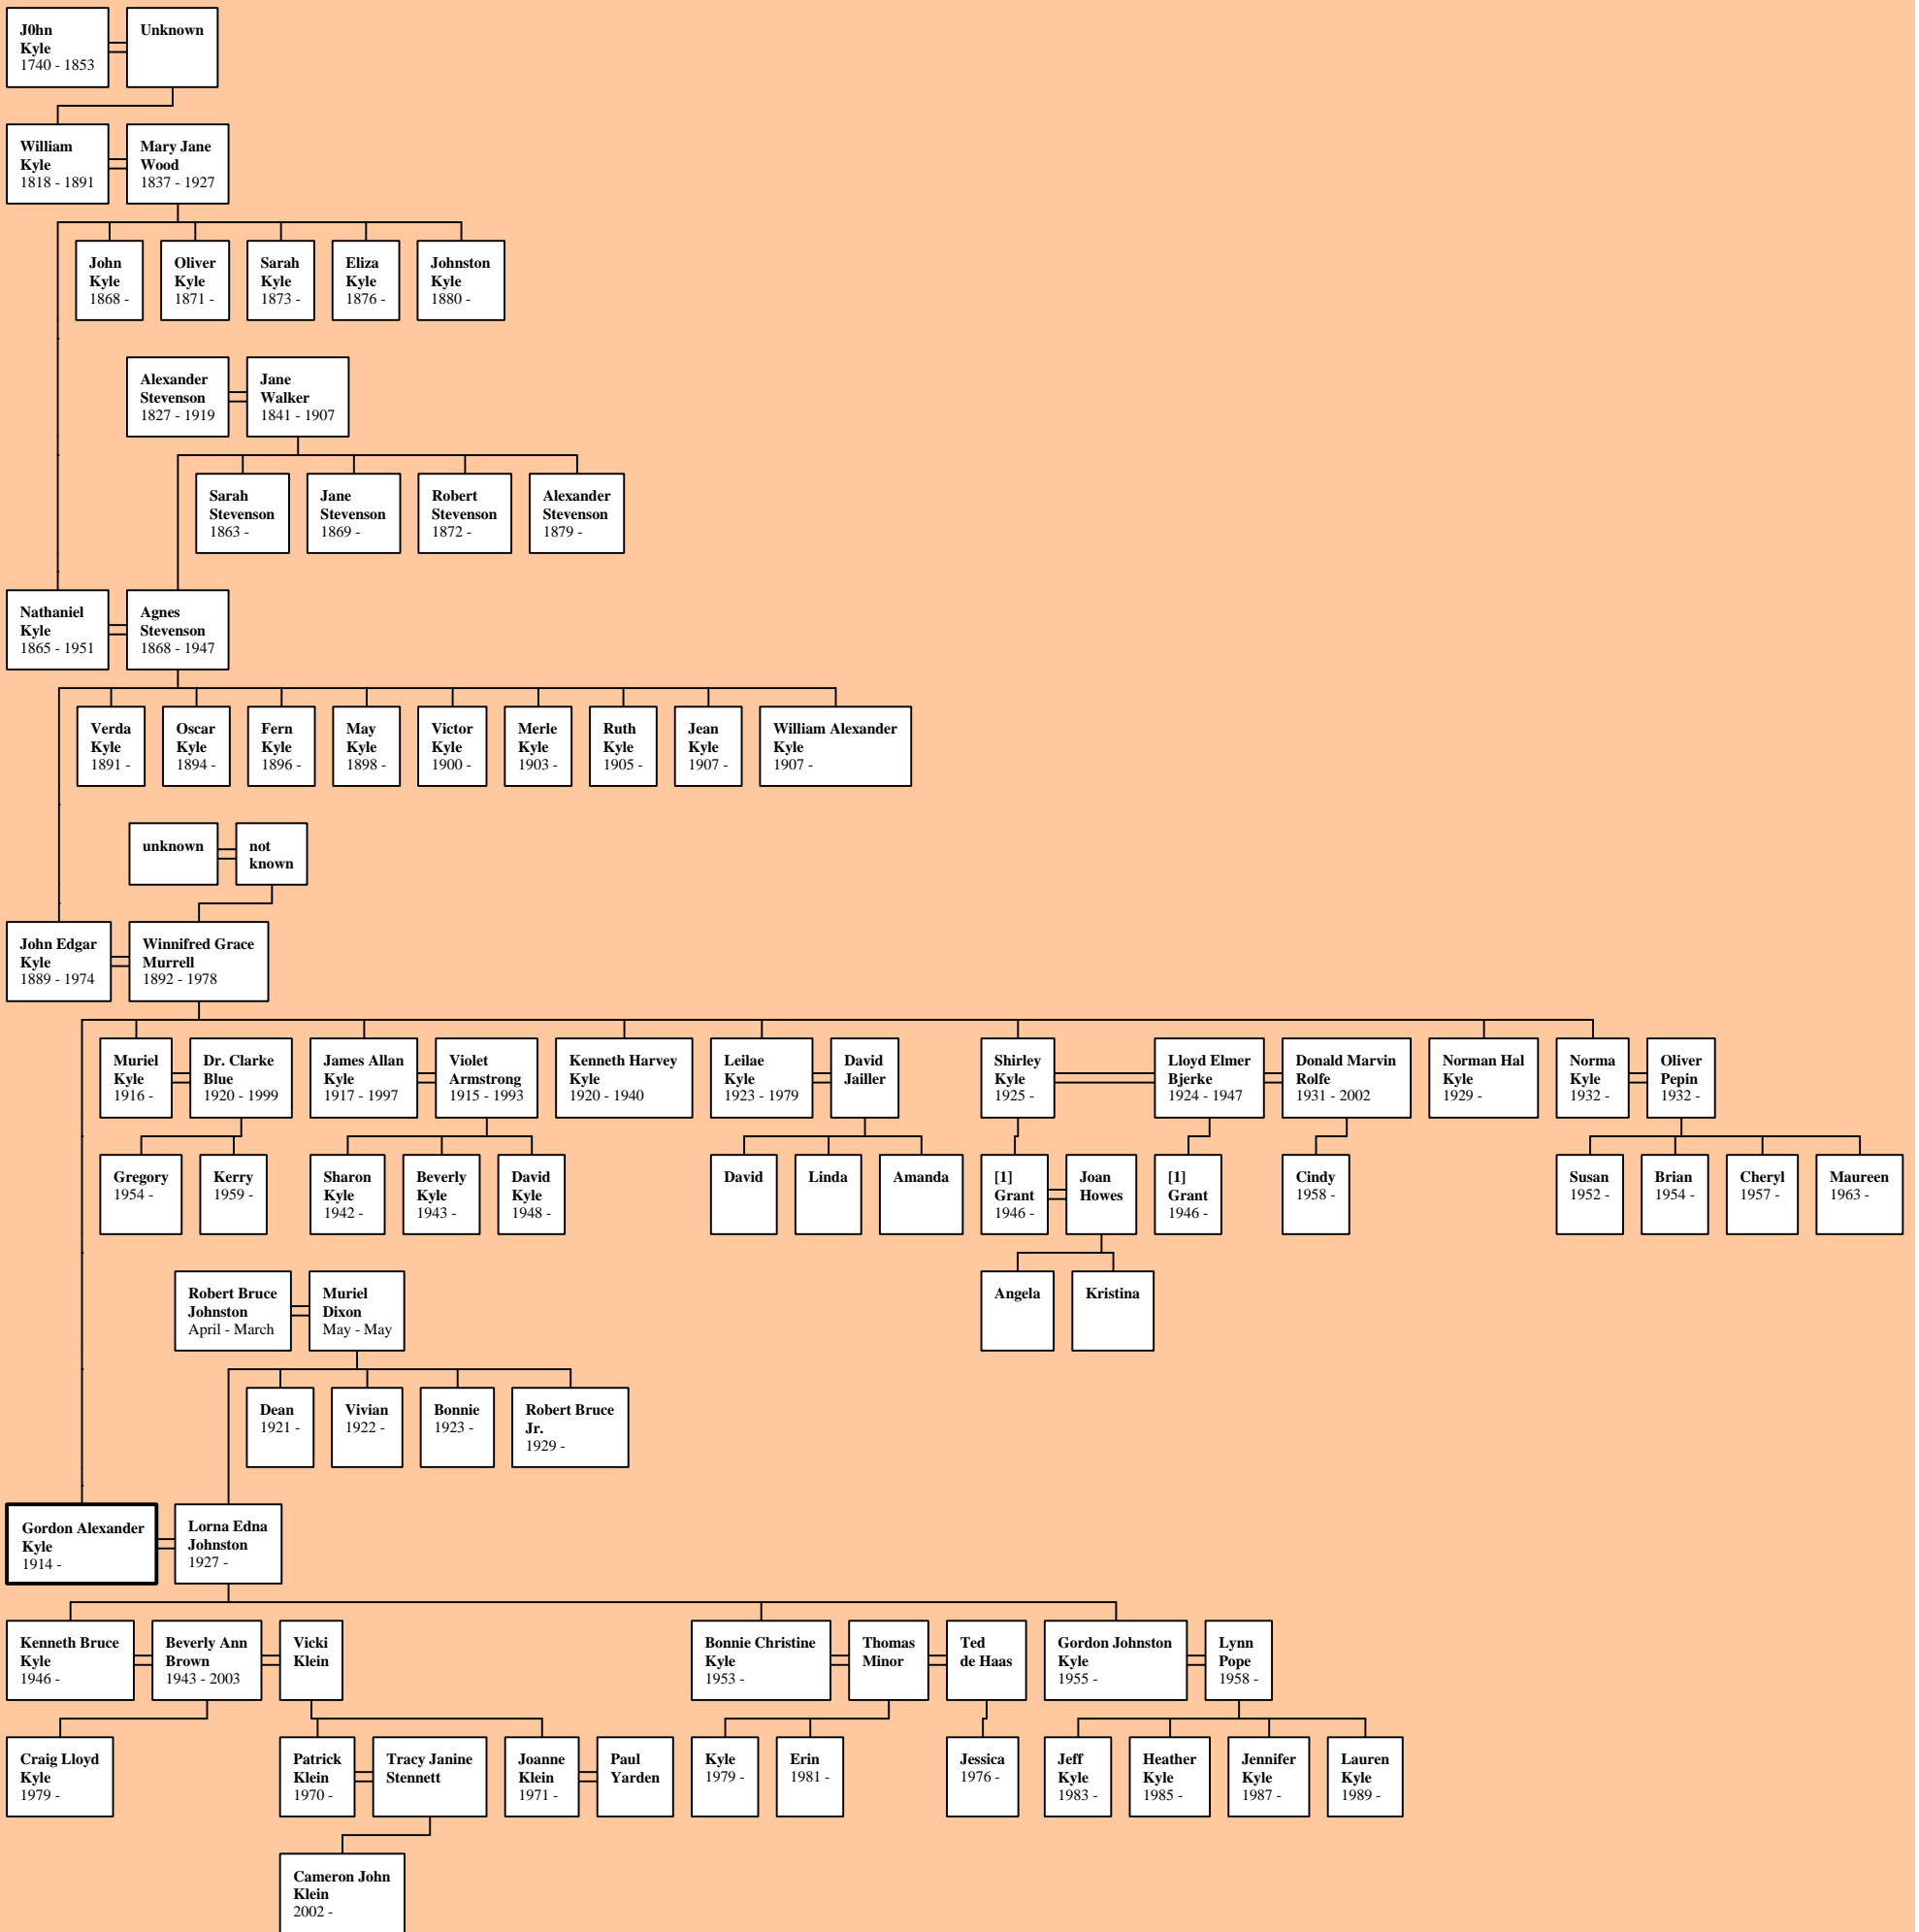 J0hn
Kyle
1740 - 1853
Unknown
William
Kyle
1818 - 1891
Mary Jane
Wood
1837 - 1927
John
Kyle
1868 -
Oliver
Kyle
1871 -
Sarah
Kyle
1873 -
Eliza
Kyle
1876 -
Johnston
Kyle
1880 -
Alexander
Stevenson
1827 - 1919
Jane
Walker
1841 - 1907
Sarah
Stevenson
1863 -
Jane
Stevenson
1869 -
Robert
Stevenson
1872 -
Alexander
Stevenson
1879 -
Nathaniel
Kyle
1865 - 1951
Agnes
Stevenson
1868 - 1947
Verda
Kyle
1891 -
Oscar
Kyle
1894 -
Fern
Kyle
1896 -
May
Kyle
1898 -
Victor
Kyle
1900 -
Merle
Kyle
1903 -
Ruth
Kyle
1905 -
Jean
Kyle
1907 -
William Alexander
Kyle
1907 -
unknown
not
known
John Edgar
Kyle
1889 - 1974
Winnifred Grace
Murrell
1892 - 1978
Muriel
Kyle
1916 -
Dr. Clarke
Blue
1920 - 1999
James Allan
Kyle
1917 - 1997
Violet
Armstrong
1915 - 1993
Kenneth Harvey
Kyle
1920 - 1940
Leilae
Kyle
1923 - 1979
David
Jailler
Shirley
Kyle
1925 -
Lloyd Elmer
Bjerke
1924 - 1947
Donald Marvin
Rolfe
1931 - 2002
Norman Hal
Kyle
1929 -
Norma
Kyle
1932 -
Oliver
Pepin
1932 -
Gregory
1954 -
Kerry
1959 -
Sharon
Kyle
1942 -
Beverly
Kyle
1943 -
David
Kyle
1948 -
David
Linda
Amanda
[1]
Grant
1946 -
Joan
Howes
[1]
Grant
1946 -
Cindy
1958 -
Susan
1952 -
Brian
1954 -
Cheryl
1957 -
Maureen
1963 -
Angela
Kristina
Robert Bruce
Johnston
April - March
Muriel
Dixon
May - May
Dean
1921 -
Vivian
1922 -
Bonnie
1923 -
Robert Bruce
Jr.
1929 -
Gordon Alexander
Kyle
1914 -
Lorna Edna
Johnston
1927 -
Kenneth Bruce
Kyle
1946 -
Beverly Ann
Brown
1943 - 2003
Vicki
Klein
Bonnie Christine
Kyle
1953 -
Thomas
Minor
Ted
de Haas
Gordon Johnston
Kyle
1955 -
Lynn
Pope
1958 -
Craig Lloyd
Kyle
1979 -
Patrick
Klein
1970 -
Tracy Janine
Stennett
Joanne
Klein
1971 -
Paul
Yarden
Kyle
1979 -
Erin
1981 -
Jessica
1976 -
Jeff
Kyle
1983 -
Heather
Kyle
1985 -
Jennifer
Kyle
1987 -
Lauren
Kyle
1989 -
Cameron John
Klein
2002 -